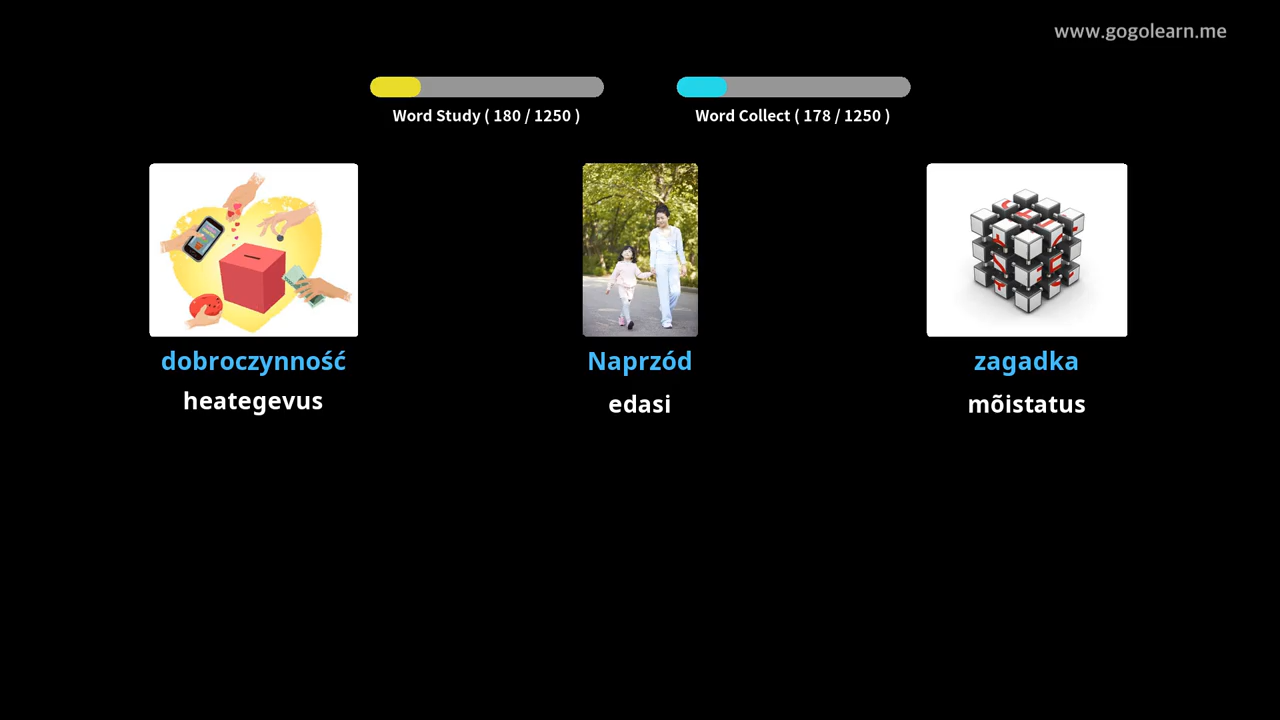 www.gogolearn.me
Word Study ( 180 / 1250 )
Word Collect ( 178 / 1250 )
dobroczynność
Naprzód
zagadka
heategevus
edasi
mõistatus